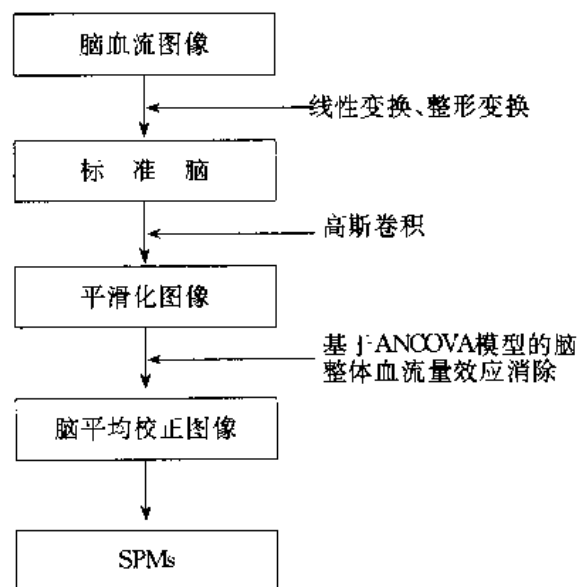 脑血流图像
线性变换、整形变换
标 准 脑
高斯卷积
平滑化图像
基于ANCOVA模型的脑
整体血流量效应消除
脑平均校正图像
SPMs